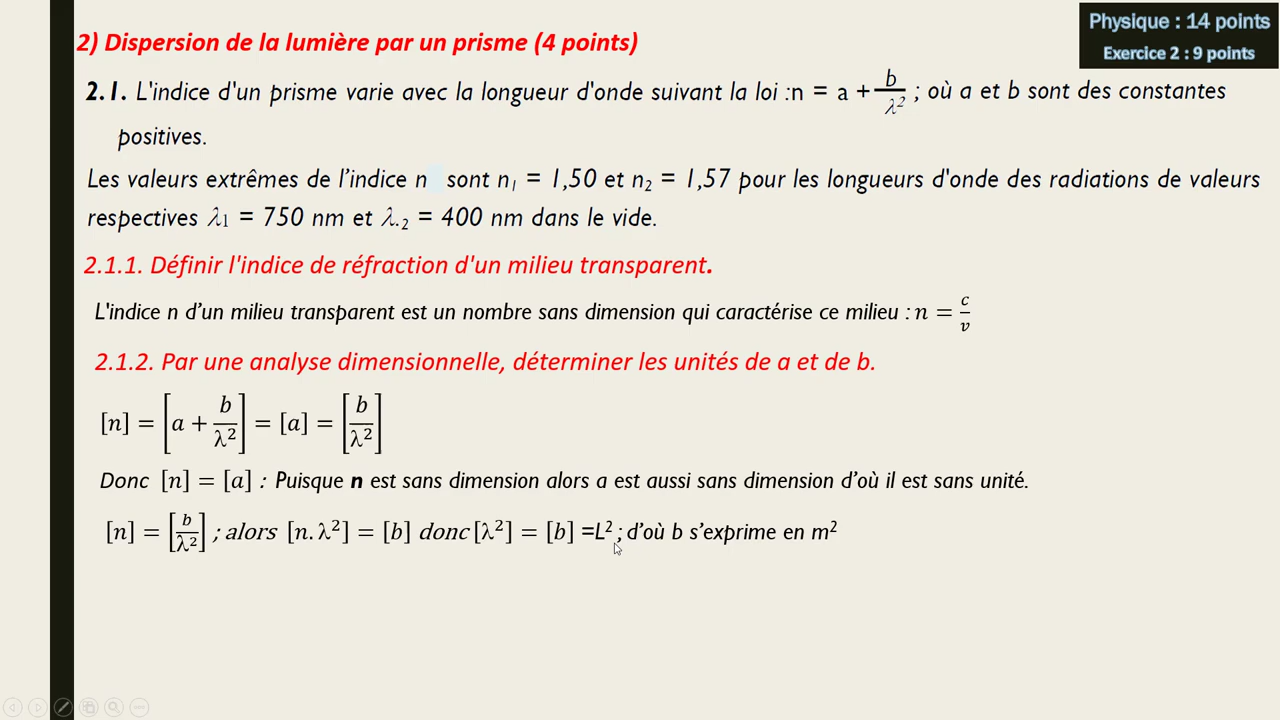 Physique : 14 points
Exercice 2 : 9 points
2) Dispersion de la lumière par un prisme (4 points)
2.1. L'indice d'un prisme varie avec la longueur d'onde suivant la loi :n = a + b/λ² ; où a et b sont des constantes
positives.
Les valeurs extrêmes de l'indice n sont n₁ = 1,50 et n₂ = 1,57 pour les longueurs d'onde des radiations de valeurs
respectives λ₁ = 750 nm et λ.₂ = 400 nm dans le vide.
2.1.1. Définir l'indice de réfraction d'un milieu transparent.
L'indice n d'un milieu transparent est un nombre sans dimension qui caractérise ce milieu : n = c/v
2.1.2. Par une analyse dimensionnelle, déterminer les unités de a et de b.
[n] = [a + b/λ²] = [a] = [b/λ²]
Donc [n] = [a] : Puisque n est sans dimension alors a est aussi sans dimension d'où il est sans unité.
[n] = [b/λ²] ; alors [n. λ²] = [b] donc [λ²] = [b] =L² ; d'où b s'exprime en m²